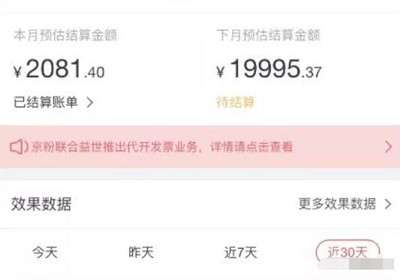 本月预估结算金额
下月预估结算金额
¥2081.40
¥19995.37
已结算账单 >
待结算
京粉联合益世推出代开发票业务，详情请点击查看 >
效果数据
更多效果数据 >
今天
昨天
近7天
近30天